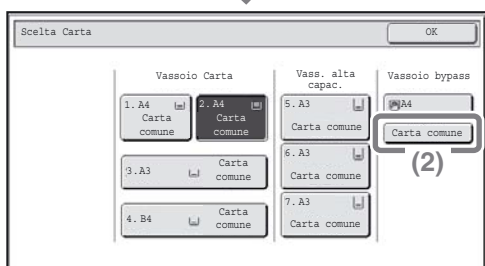 Scelta Carta
OK
Vassoio Carta
Vass. alta
capac.
Vassoio bypass
1. A4
Carta
comune
2. A4
Carta
comune
3. A3
Carta
comune
4. B4
Carta
comune
5. A3
Carta comune
6. A3
Carta comune
7. A3
Carta comune
A4
Carta comune
(2)